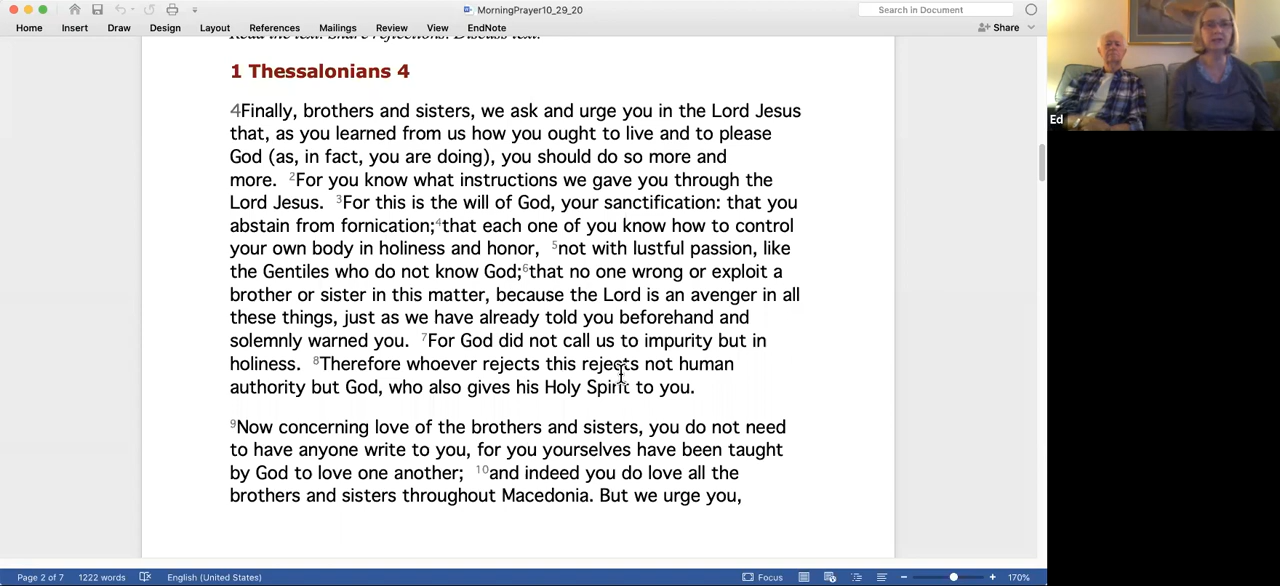 MorningPrayer10_29_20
Search in Document
Home Insert Draw Design Layout References Mailings Review View EndNote Share
Read the text. Share reflections. Discuss text.
1 Thessalonians 4
4Finally, brothers and sisters, we ask and urge you in the Lord Jesus
that, as you learned from us how you ought to live and to please
God (as, in fact, you are doing), you should do so more and
more. 2For you know what instructions we gave you through the
Lord Jesus. 3For this is the will of God, your sanctification: that you
abstain from fornication;4that each one of you know how to control
your own body in holiness and honor, 5not with lustful passion, like
the Gentiles who do not know God;6that no one wrong or exploit a
brother or sister in this matter, because the Lord is an avenger in all
these things, just as we have already told you beforehand and
solemnly warned you. 7For God did not call us to impurity but in
holiness. 8Therefore whoever rejects this rejects not human
authority but God, who also gives his Holy Spirit to you.
9Now concerning love of the brothers and sisters, you do not need
to have anyone write to you, for you yourselves have been taught
by God to love one another; 10and indeed you do love all the
brothers and sisters throughout Macedonia. But we urge you,
Ed
Page 2 of 7 1222 words English (United States) Focus 170%